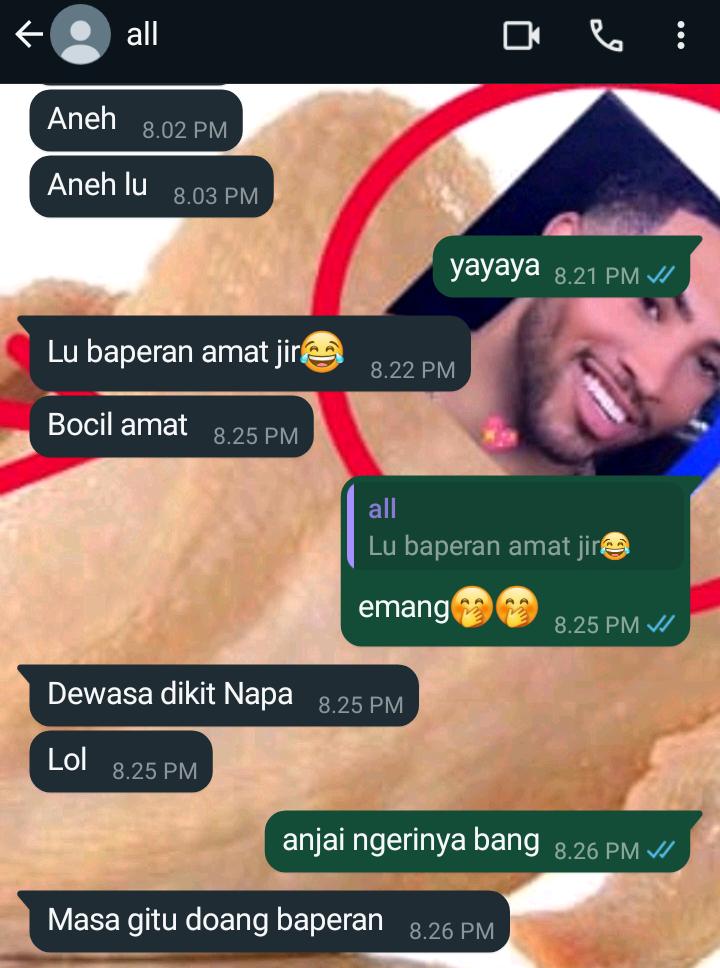 all
Aneh 8.02 PM
Aneh lu 8.03 PM
yayaya 8.21 PM
Lu baperan amat jir😂 8.22 PM
Bocil amat 8.25 PM
all
Lu baperan amat jir😂
emang🤭🤭 8.25 PM
Dewasa dikit Napa 8.25 PM
Lol 8.25 PM
anjai ngerinya bang 8.26 PM
Masa gitu doang baperan 8.26 PM